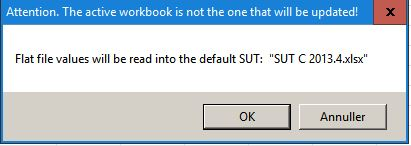 Attention. The active workbook is not the one that will be updated!
x
Flat file values will be read into the default SUT:  "SUT C 2013.4.xlsx"
OK
Annuller